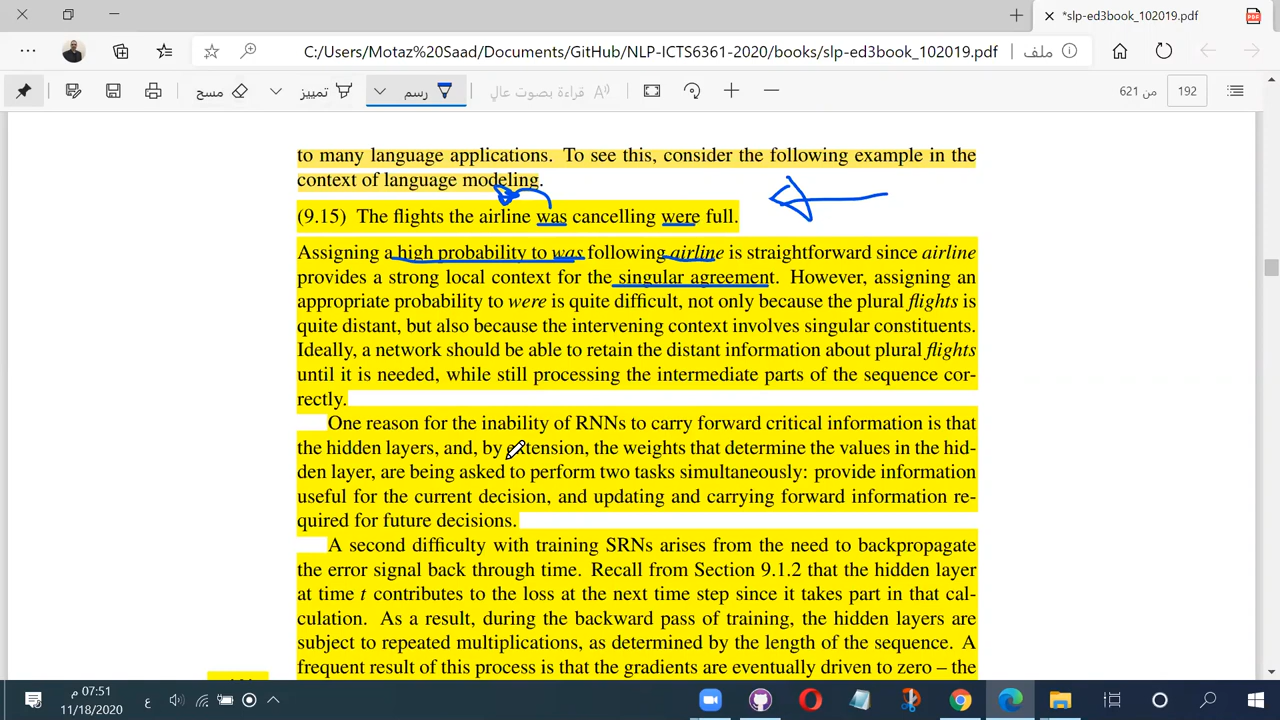 *slp-ed3book_102019.pdf
C:/Users/Motaz%20Saad/Documents/GitHub/NLP-ICTS6361-2020/books/slp-ed3book_102019.pdf
ملف
مسح
تمييز
رسم
قراءة بصوت عالٍ
من 621
192
to many language applications. To see this, consider the following example in the
context of language modeling.
(9.15) The flights the airline was cancelling were full.
Assigning a high probability to was following airline is straightforward since airline
provides a strong local context for the singular agreement. However, assigning an
appropriate probability to were is quite difficult, not only because the plural flights is
quite distant, but also because the intervening context involves singular constituents.
Ideally, a network should be able to retain the distant information about plural flights
until it is needed, while still processing the intermediate parts of the sequence cor-
rectly.
One reason for the inability of RNNs to carry forward critical information is that
the hidden layers, and, by extension, the weights that determine the values in the hid-
den layer, are being asked to perform two tasks simultaneously: provide information
useful for the current decision, and updating and carrying forward information re-
quired for future decisions.
A second difficulty with training SRNs arises from the need to backpropagate
the error signal back through time. Recall from Section 9.1.2 that the hidden layer
at time t contributes to the loss at the next time step since it takes part in that cal-
culation. As a result, during the backward pass of training, the hidden layers are
subject to repeated multiplications, as determined by the length of the sequence. A
frequent result of this process is that the gradients are eventually driven to zero – the
07:51 م
11/18/2020
ع